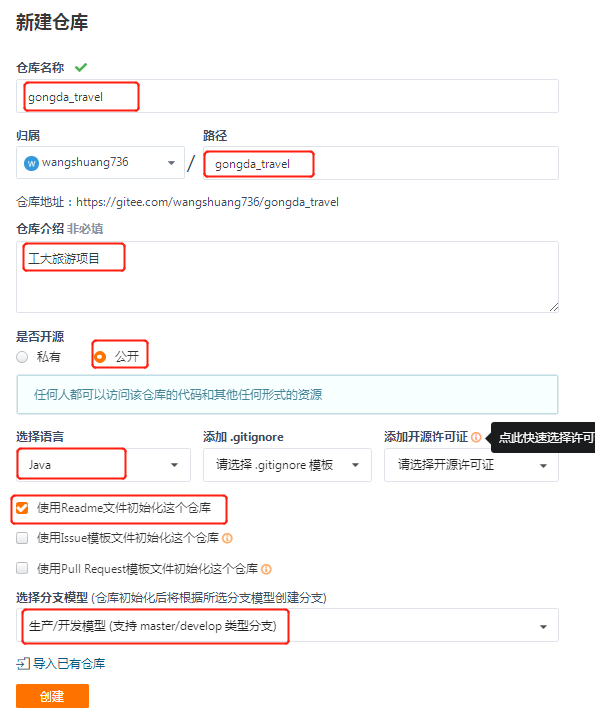 新建仓库
仓库名称
gongda_travel
归属 路径
w wangshuang736 / gongda_travel
仓库地址：https://gitee.com/wangshuang736/gongda_travel
仓库介绍 非必填
工大旅游项目
是否开源
私有 公开
任何人都可以访问该仓库的代码和其他任何形式的资源
选择语言 添加 .gitignore 添加开源许可证 点此快速选择许可
Java 请选择 .gitignore 模板 请选择开源许可证
使用Readme文件初始化这个仓库
使用Issue模板文件初始化这个仓库
使用Pull Request模板文件初始化这个仓库
选择分支模型 (仓库初始化后将根据所选分支模型创建分支)
生产/开发模型 (支持 master/develop 类型分支)
导入已有仓库
创建